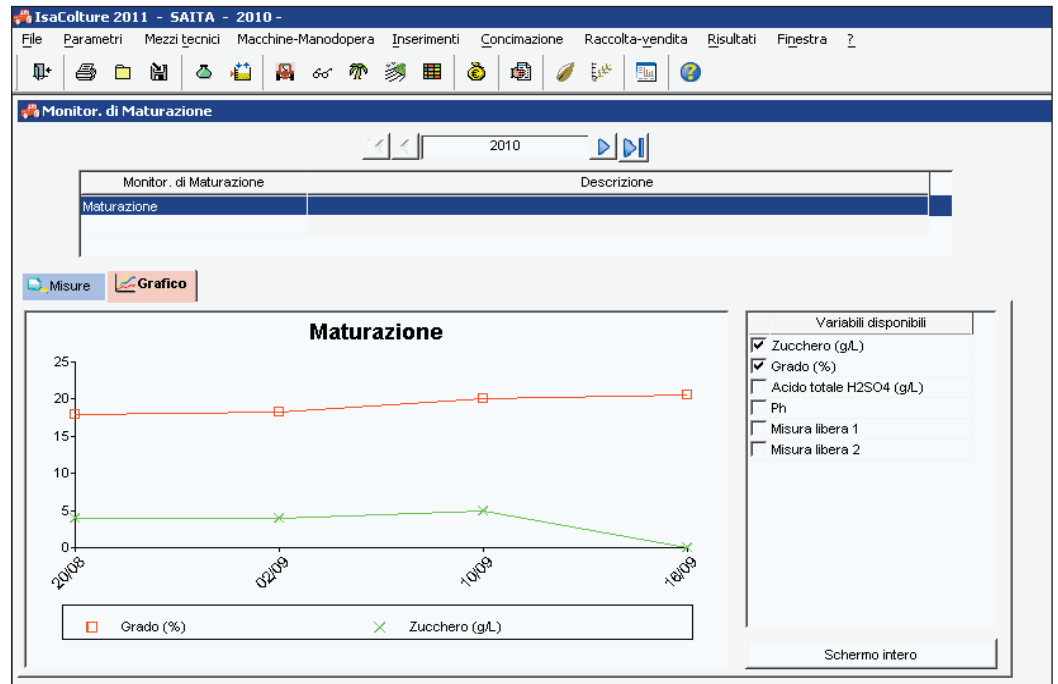 IsaColture 2011 - SAITA - 2010 -
File Parametri Mezzi tecnici Macchine-Manodopera Inserimenti Concimazione Raccolta-vendita Risultati Finestra ?
Monitor. di Maturazione
2010
Monitor. di Maturazione Descrizione
Maturazione
Misure Grafico
Maturazione
25
20
15
10
5
0
20/08 02/09 10/09 16/09
Grado (%) Zucchero (g/L)
Variabili disponibili
Zucchero (g/L)
Grado (%)
Acido totale H2SO4 (g/L)
Ph
Misura libera 1
Misura libera 2
Schermo intero